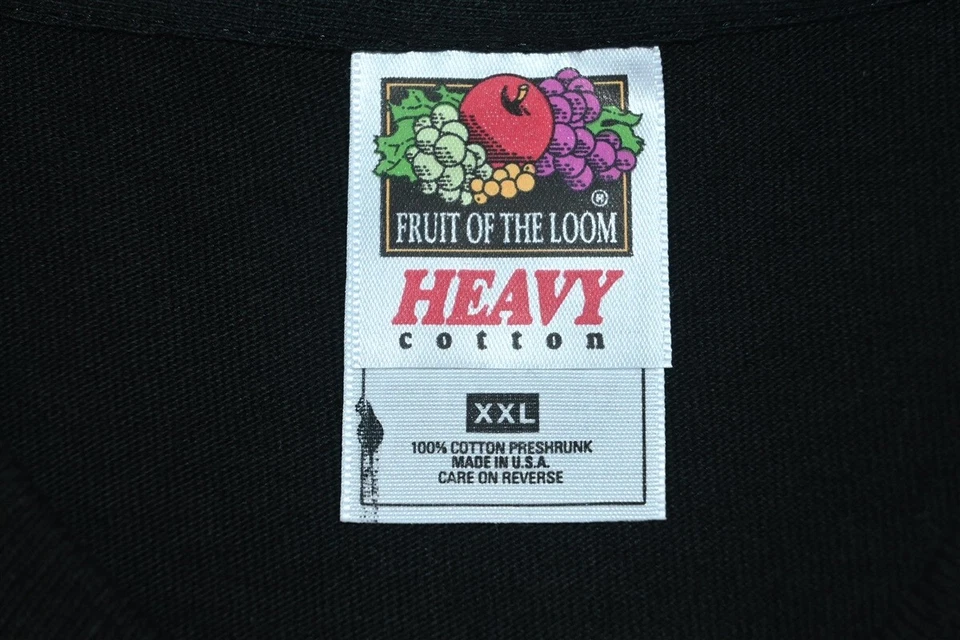 ®
FRUIT OF THE LOOM
HEAVY
cotton
XXL
100% COTTON PRESHRUNK
MADE IN U.S.A.
CARE ON REVERSE